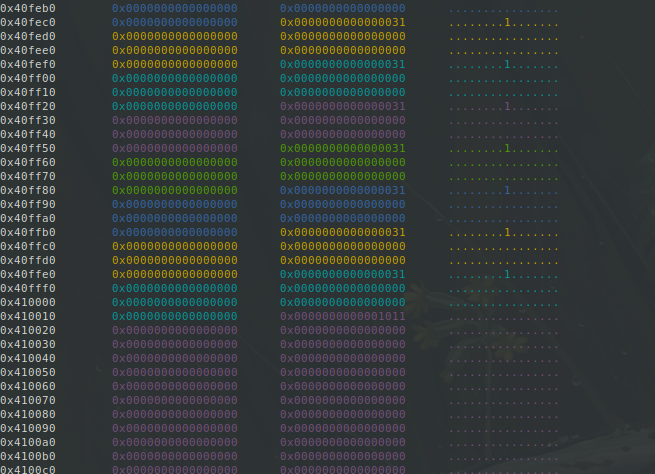 0x40feb0 0x0000000000000000 0x0000000000000000 ................
0x40fec0 0x0000000000000000 0x0000000000000031 ........1.......
0x40fed0 0x0000000000000000 0x0000000000000000 ................
0x40fee0 0x0000000000000000 0x0000000000000000 ................
0x40fef0 0x0000000000000000 0x0000000000000031 ........1.......
0x40ff00 0x0000000000000000 0x0000000000000000 ................
0x40ff10 0x0000000000000000 0x0000000000000000 ................
0x40ff20 0x0000000000000000 0x0000000000000031 ........1.......
0x40ff30 0x0000000000000000 0x0000000000000000 ................
0x40ff40 0x0000000000000000 0x0000000000000000 ................
0x40ff50 0x0000000000000000 0x0000000000000031 ........1.......
0x40ff60 0x0000000000000000 0x0000000000000000 ................
0x40ff70 0x0000000000000000 0x0000000000000000 ................
0x40ff80 0x0000000000000000 0x0000000000000031 ........1.......
0x40ff90 0x0000000000000000 0x0000000000000000 ................
0x40ffa0 0x0000000000000000 0x0000000000000000 ................
0x40ffb0 0x0000000000000000 0x0000000000000031 ........1.......
0x40ffc0 0x0000000000000000 0x0000000000000000 ................
0x40ffd0 0x0000000000000000 0x0000000000000000 ................
0x40ffe0 0x0000000000000000 0x0000000000000031 ........1.......
0x40fff0 0x0000000000000000 0x0000000000000000 ................
0x410000 0x0000000000000000 0x0000000000000000 ................
0x410010 0x0000000000000000 0x0000000000001011 ................
0x410020 0x0000000000000000 0x0000000000000000 ................
0x410030 0x0000000000000000 0x0000000000000000 ................
0x410040 0x0000000000000000 0x0000000000000000 ................
0x410050 0x0000000000000000 0x0000000000000000 ................
0x410060 0x0000000000000000 0x0000000000000000 ................
0x410070 0x0000000000000000 0x0000000000000000 ................
0x410080 0x0000000000000000 0x0000000000000000 ................
0x410090 0x0000000000000000 0x0000000000000000 ................
0x4100a0 0x0000000000000000 0x0000000000000000 ................
0x4100b0 0x0000000000000000 0x0000000000000000 ................
0x4100c0 0x0000000000000000 0x0000000000000000 ................